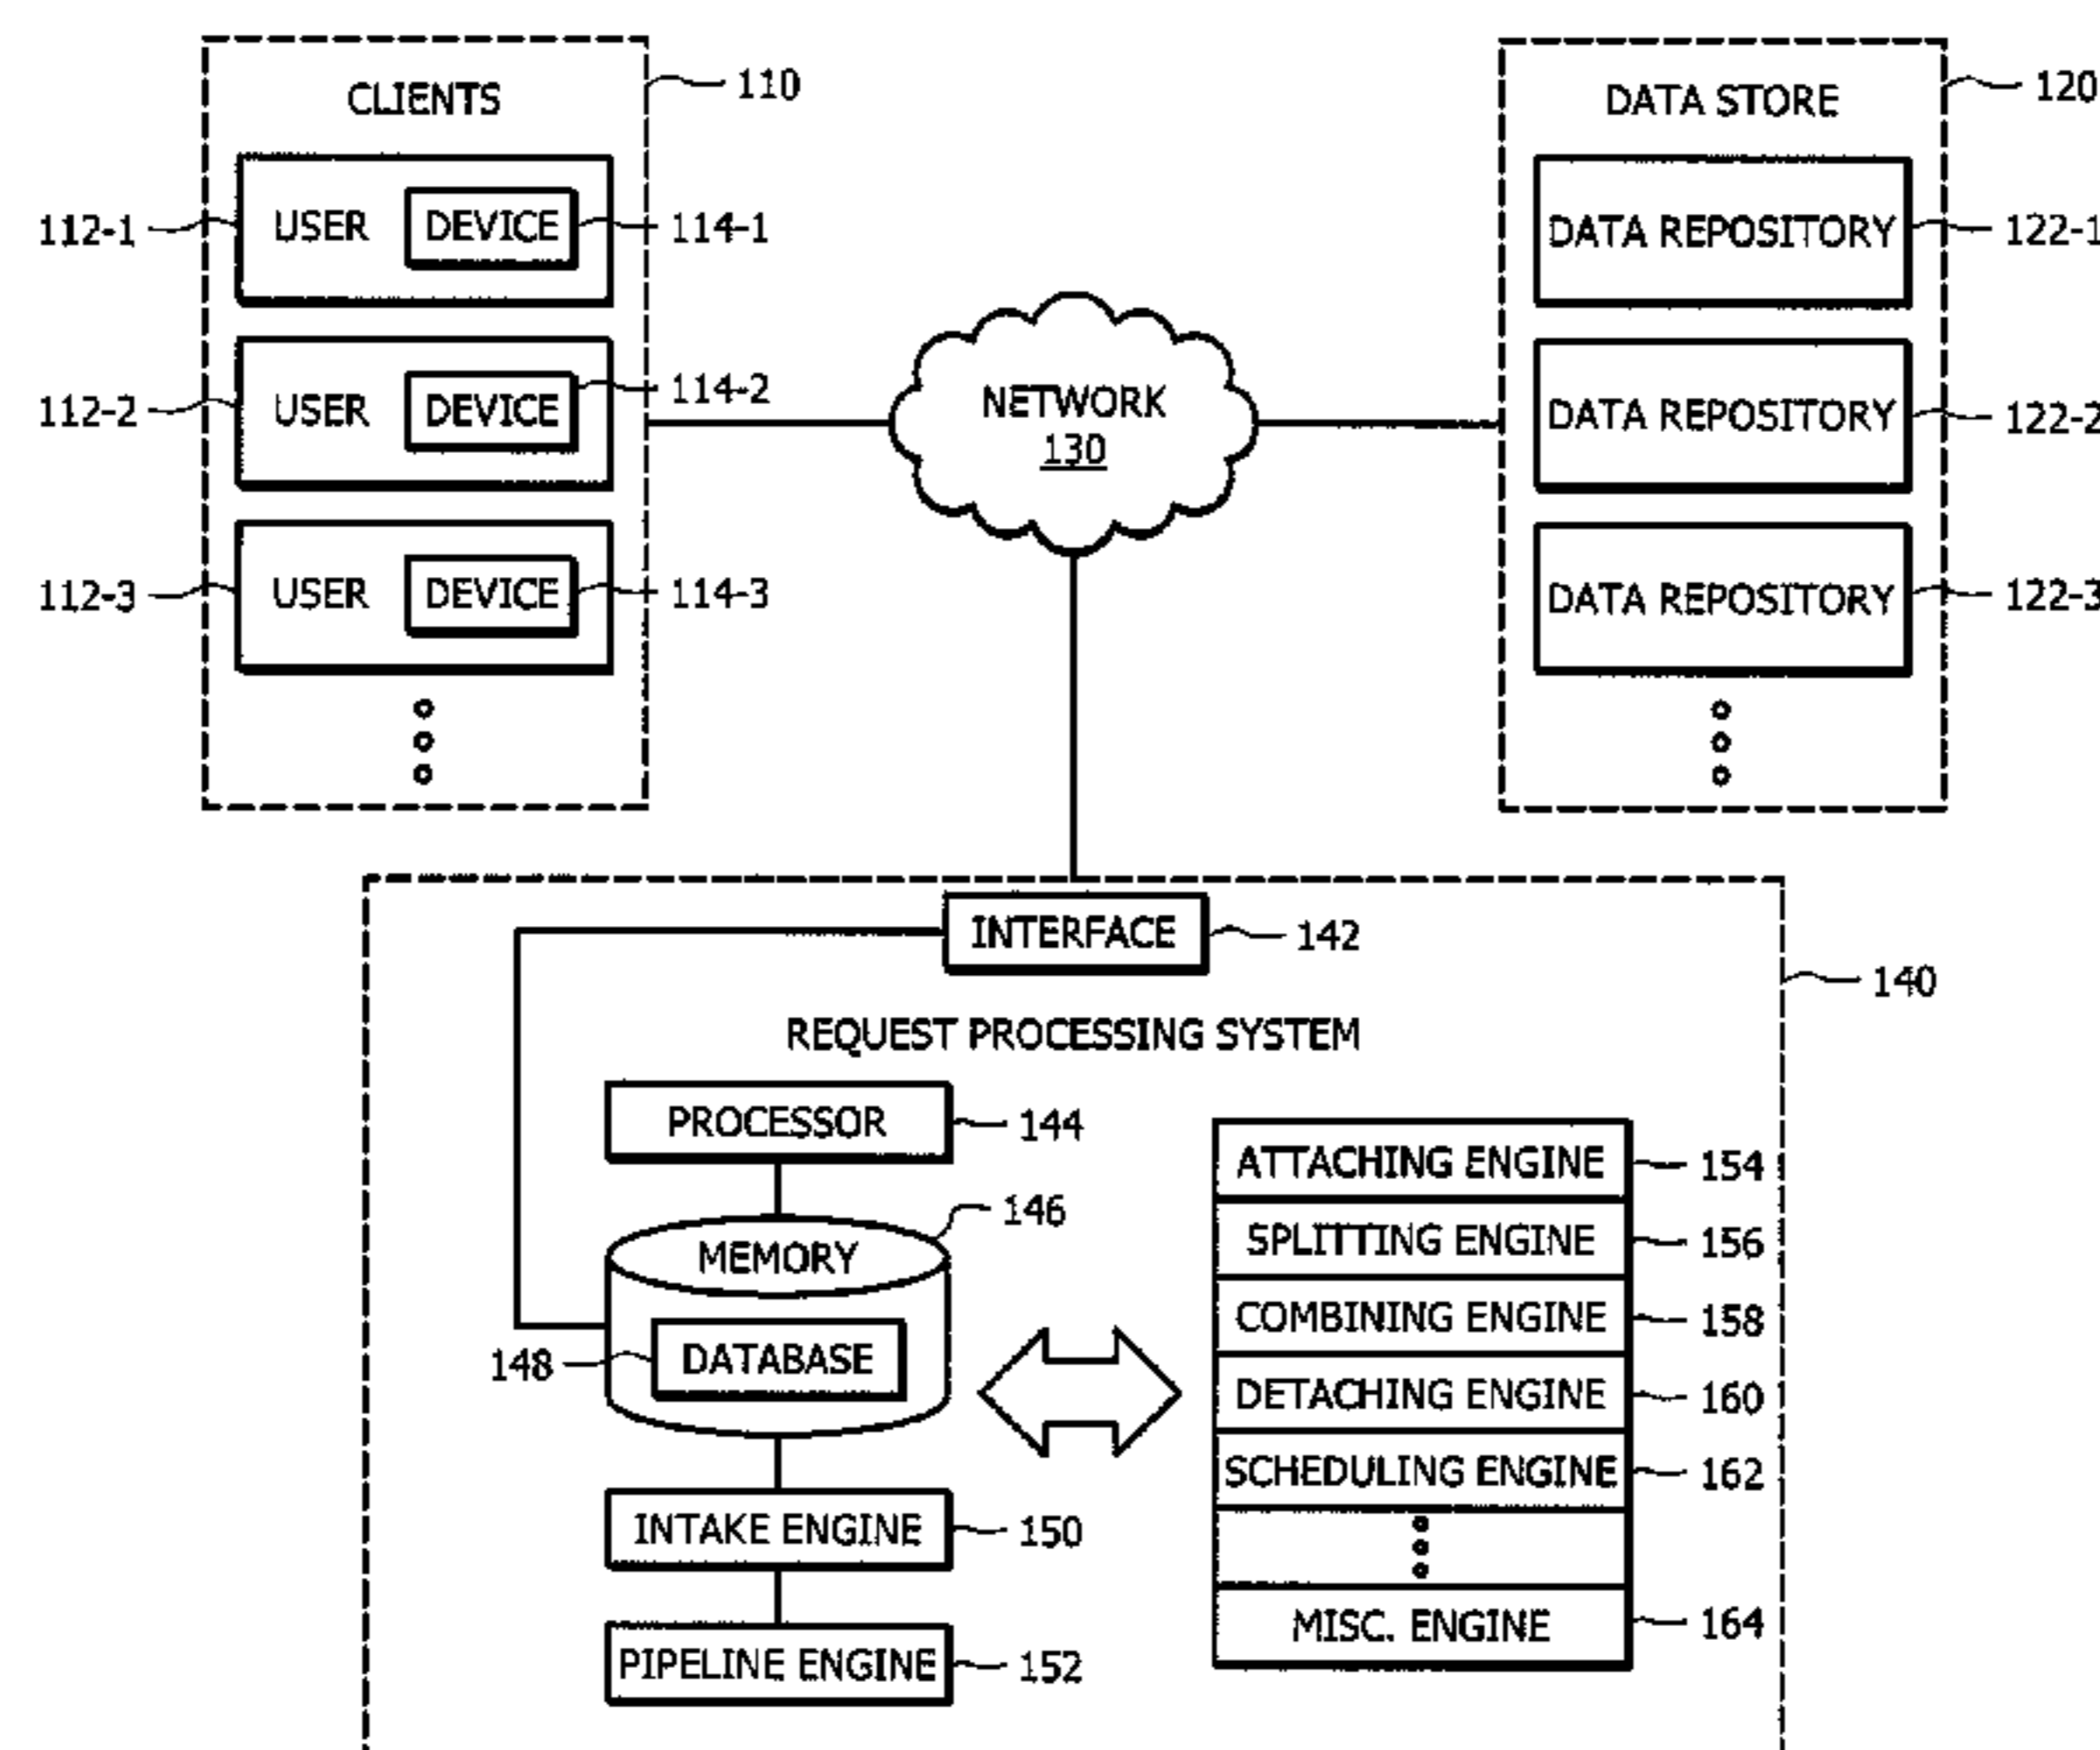 CLIENTS
110
112-1
USER
DEVICE
114-1
112-2
USER
DEVICE
114-2
112-3
USER
DEVICE
114-3
NETWORK
130
DATA STORE
120
DATA REPOSITORY
122-1
DATA REPOSITORY
122-2
DATA REPOSITORY
122-3
INTERFACE
142
140
REQUEST PROCESSING SYSTEM
PROCESSOR
144
MEMORY
146
148
DATABASE
INTAKE ENGINE
150
PIPELINE ENGINE
152
ATTACHING ENGINE
154
SPLITTING ENGINE
156
COMBINING ENGINE
158
DETACHING ENGINE
160
SCHEDULING ENGINE
162
MISC. ENGINE
164